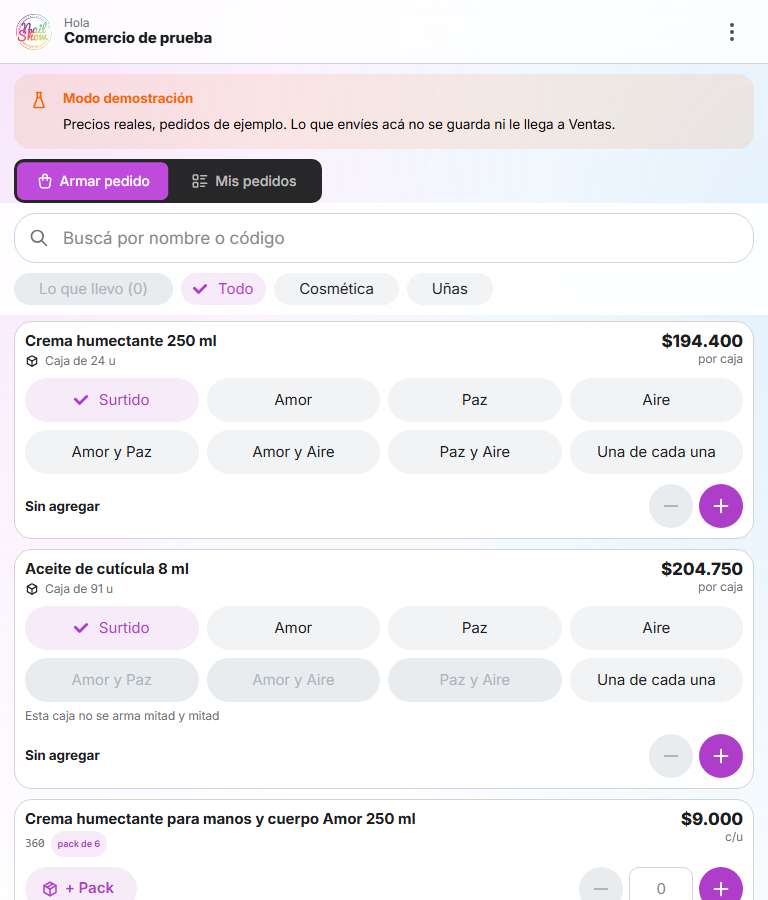 Nail Show
Hola
Comercio de prueba
Modo demostración
Precios reales, pedidos de ejemplo. Lo que envíes acá no se guarda ni le llega a Ventas.
Armar pedido
Mis pedidos
Buscá por nombre o código
Lo que llevo (0)
Todo
Cosmética
Uñas
Crema humectante 250 ml
$194.400
Caja de 24 u
por caja
Surtido
Amor
Paz
Aire
Amor y Paz
Amor y Aire
Paz y Aire
Una de cada una
Sin agregar
Aceite de cutícula 8 ml
$204.750
Caja de 91 u
por caja
Surtido
Amor
Paz
Aire
Amor y Paz
Amor y Aire
Paz y Aire
Una de cada una
Esta caja no se arma mitad y mitad
Sin agregar
Crema humectante para manos y cuerpo Amor 250 ml
$9.000
360
pack de 6
c/u
+ Pack
0